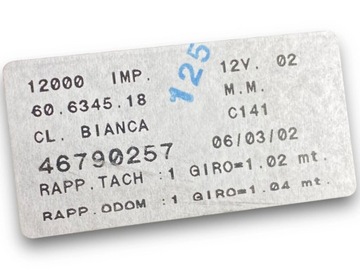 12000 IMP. 12V. 02
60.6345.18 M.M.
CL. BIANCA C141
46790257 06/03/02
RAPP.TACH :1 GIRO=1.02 mt.
RAPP.ODOM :1 GIRO=1.04 mt.
125